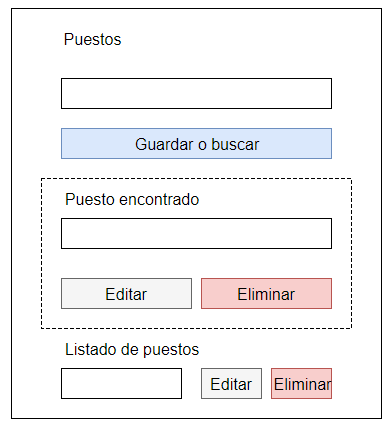 Puestos
Guardar o buscar
Puesto encontrado
Editar Eliminar
Listado de puestos
Editar Eliminar